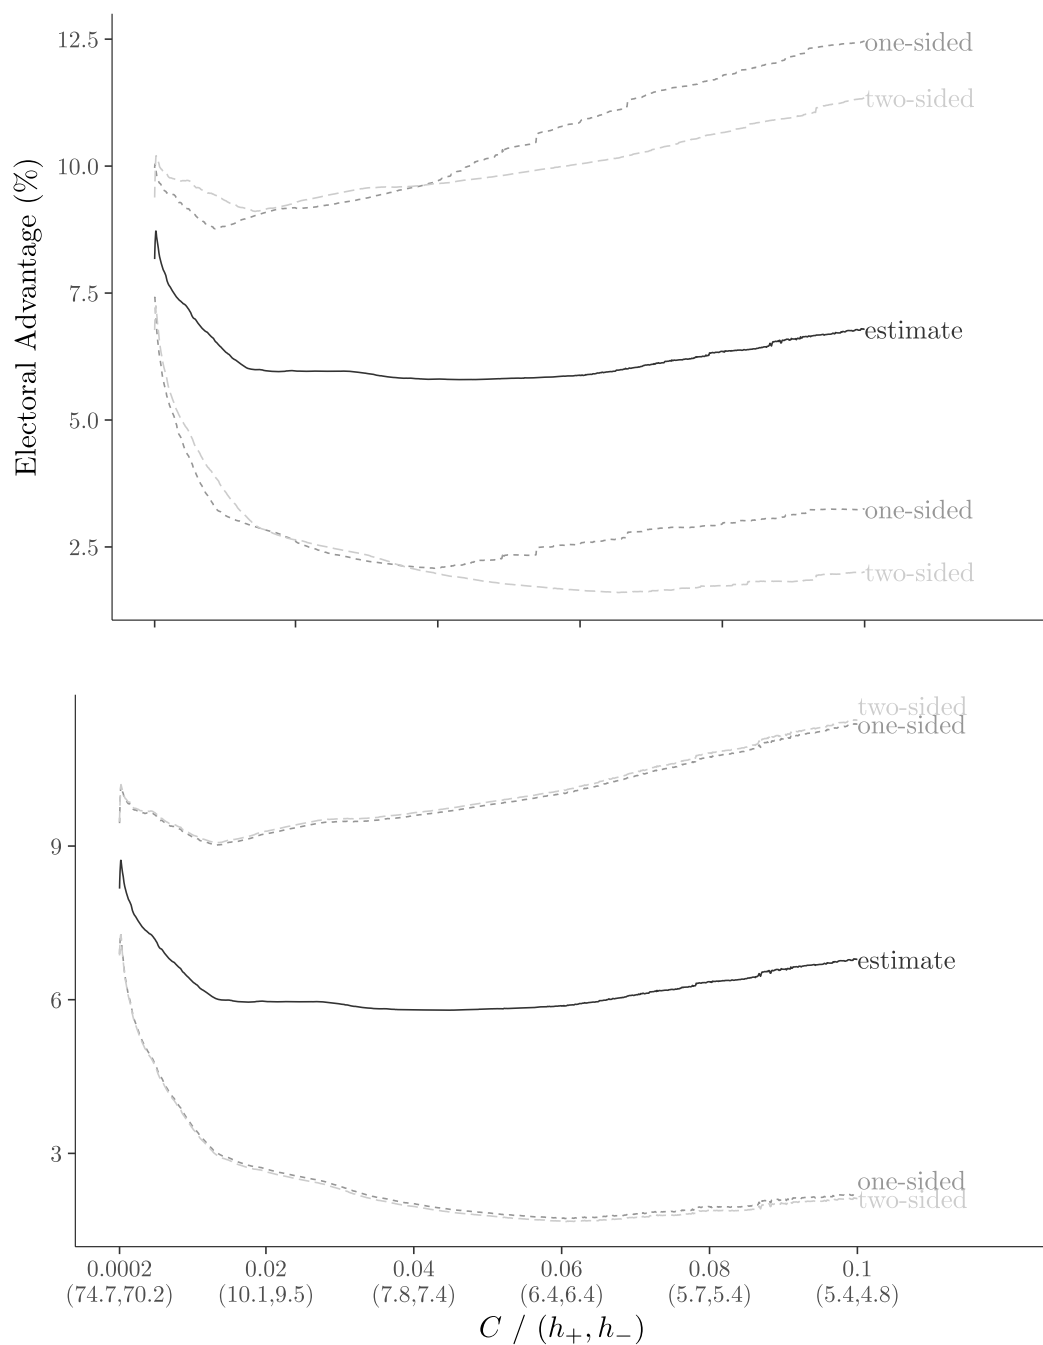 12.5
10.0
7.5
5.0
2.5
Electoral Advantage (%)
one-sided
two-sided
estimate
one-sided
two-sided
two-sided
one-sided
9
6
3
estimate
one-sided
two-sided
0.0002 0.02 0.04 0.06 0.08 0.1
(74.7,70.2) (10.1,9.5) (7.8,7.4) (6.4,6.4) (5.7,5.4) (5.4,4.8)
C / (h₊, h₋)